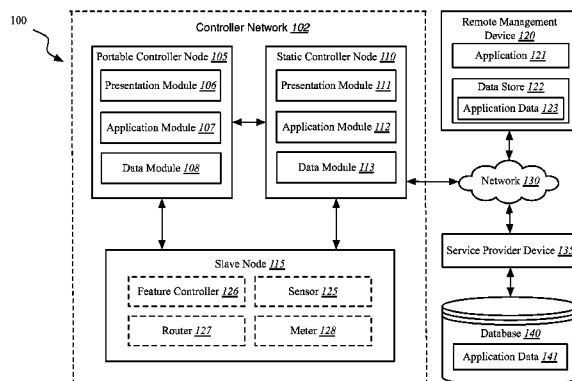 100
Controller Network 102
Portable Controller Node 105
Presentation Module 106
Application Module 107
Data Module 108
Static Controller Node 110
Presentation Module 111
Application Module 112
Data Module 113
Slave Node 115
Feature Controller 126
Sensor 125
Router 127
Meter 128
Remote Management
Device 120
Application 121
Data Store 122
Application Data 123
Network 130
Service Provider Device 135
Database 140
Application Data 141